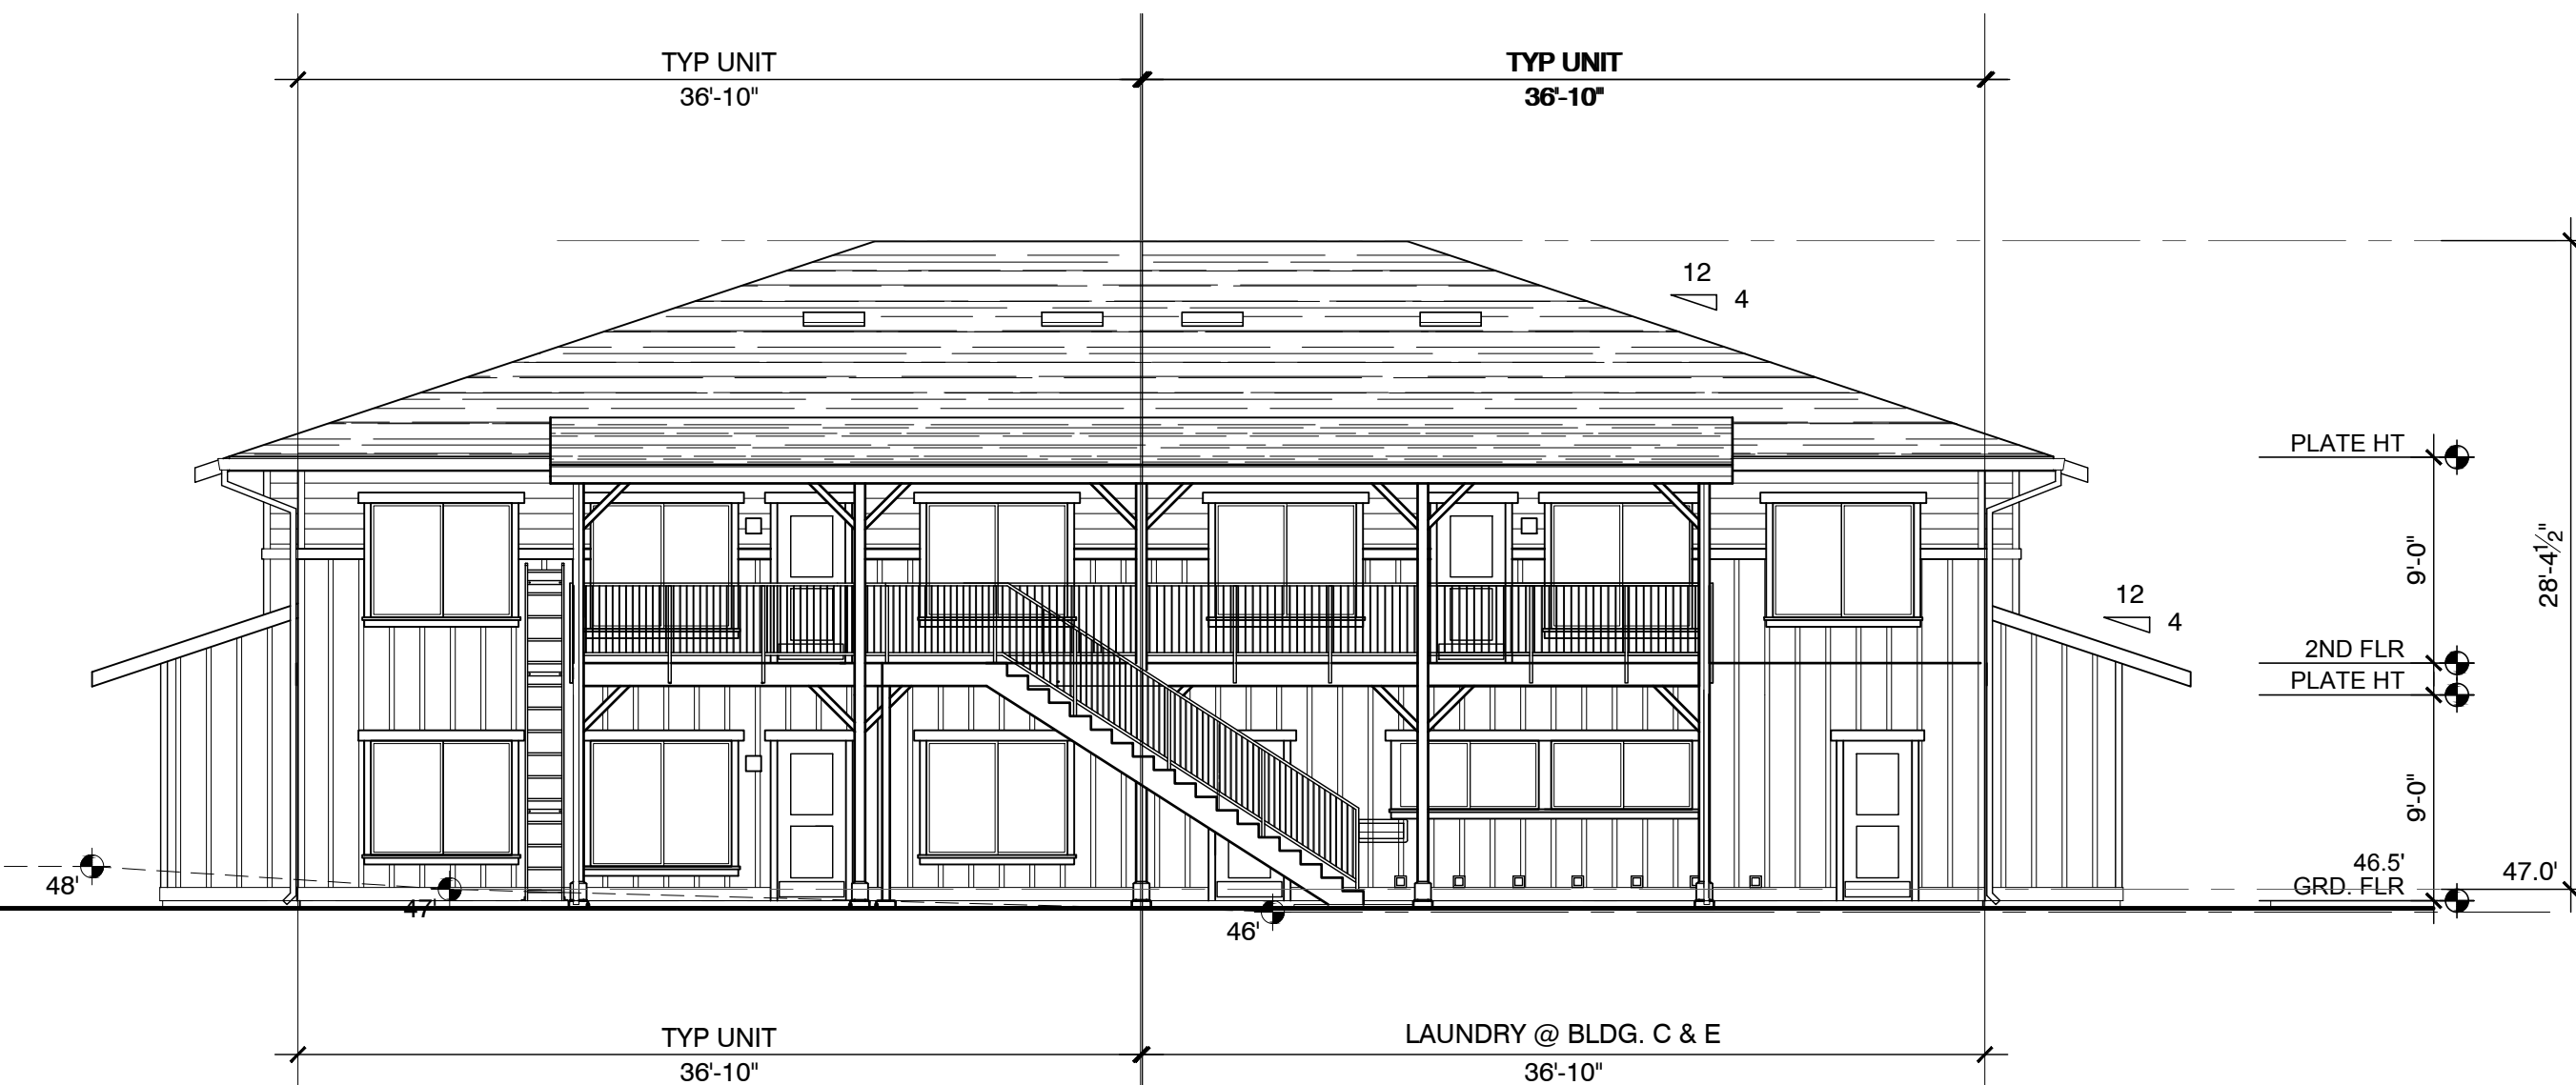 TYP UNIT
36'-10"
TYP UNIT
36'-10"
12
4
PLATE HT
9'-0"
28'-4½"
12
4
2ND FLR
PLATE HT
9'-0"
46.5'
GRD. FLR
47.0'
48'
47'
46'
TYP UNIT
36'-10"
LAUNDRY @ BLDG. C & E
36'-10"